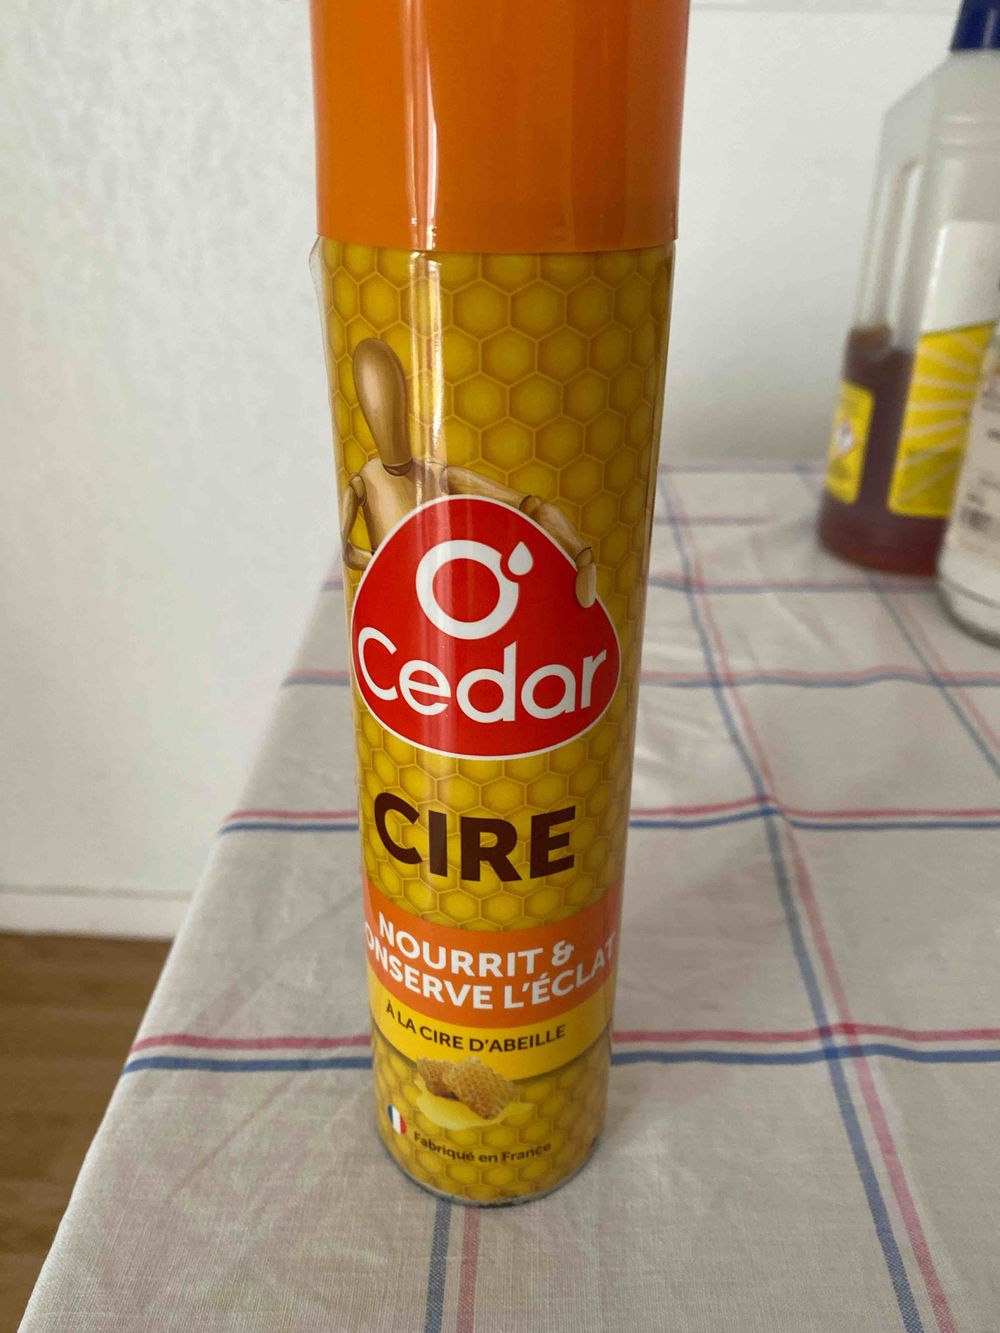 O'
Cedar
CIRE
NOURRIT &
ONSERVE L'ÉCLAT
À LA CIRE D'ABEILLE
Fabriqué en France